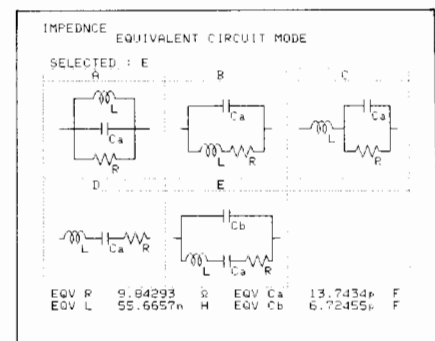 IMPEDNCE
EQUIVALENT CIRCUIT MODE
SELECTED : E
A B C
L Ca R
Ca L R
L Ca R
D E
L Ca R
Cb L Ca R
EQV R 9.84293 Ω EQV Ca 13.7434p F
EQV L 55.6657n H EQV Cb 6.72455p F